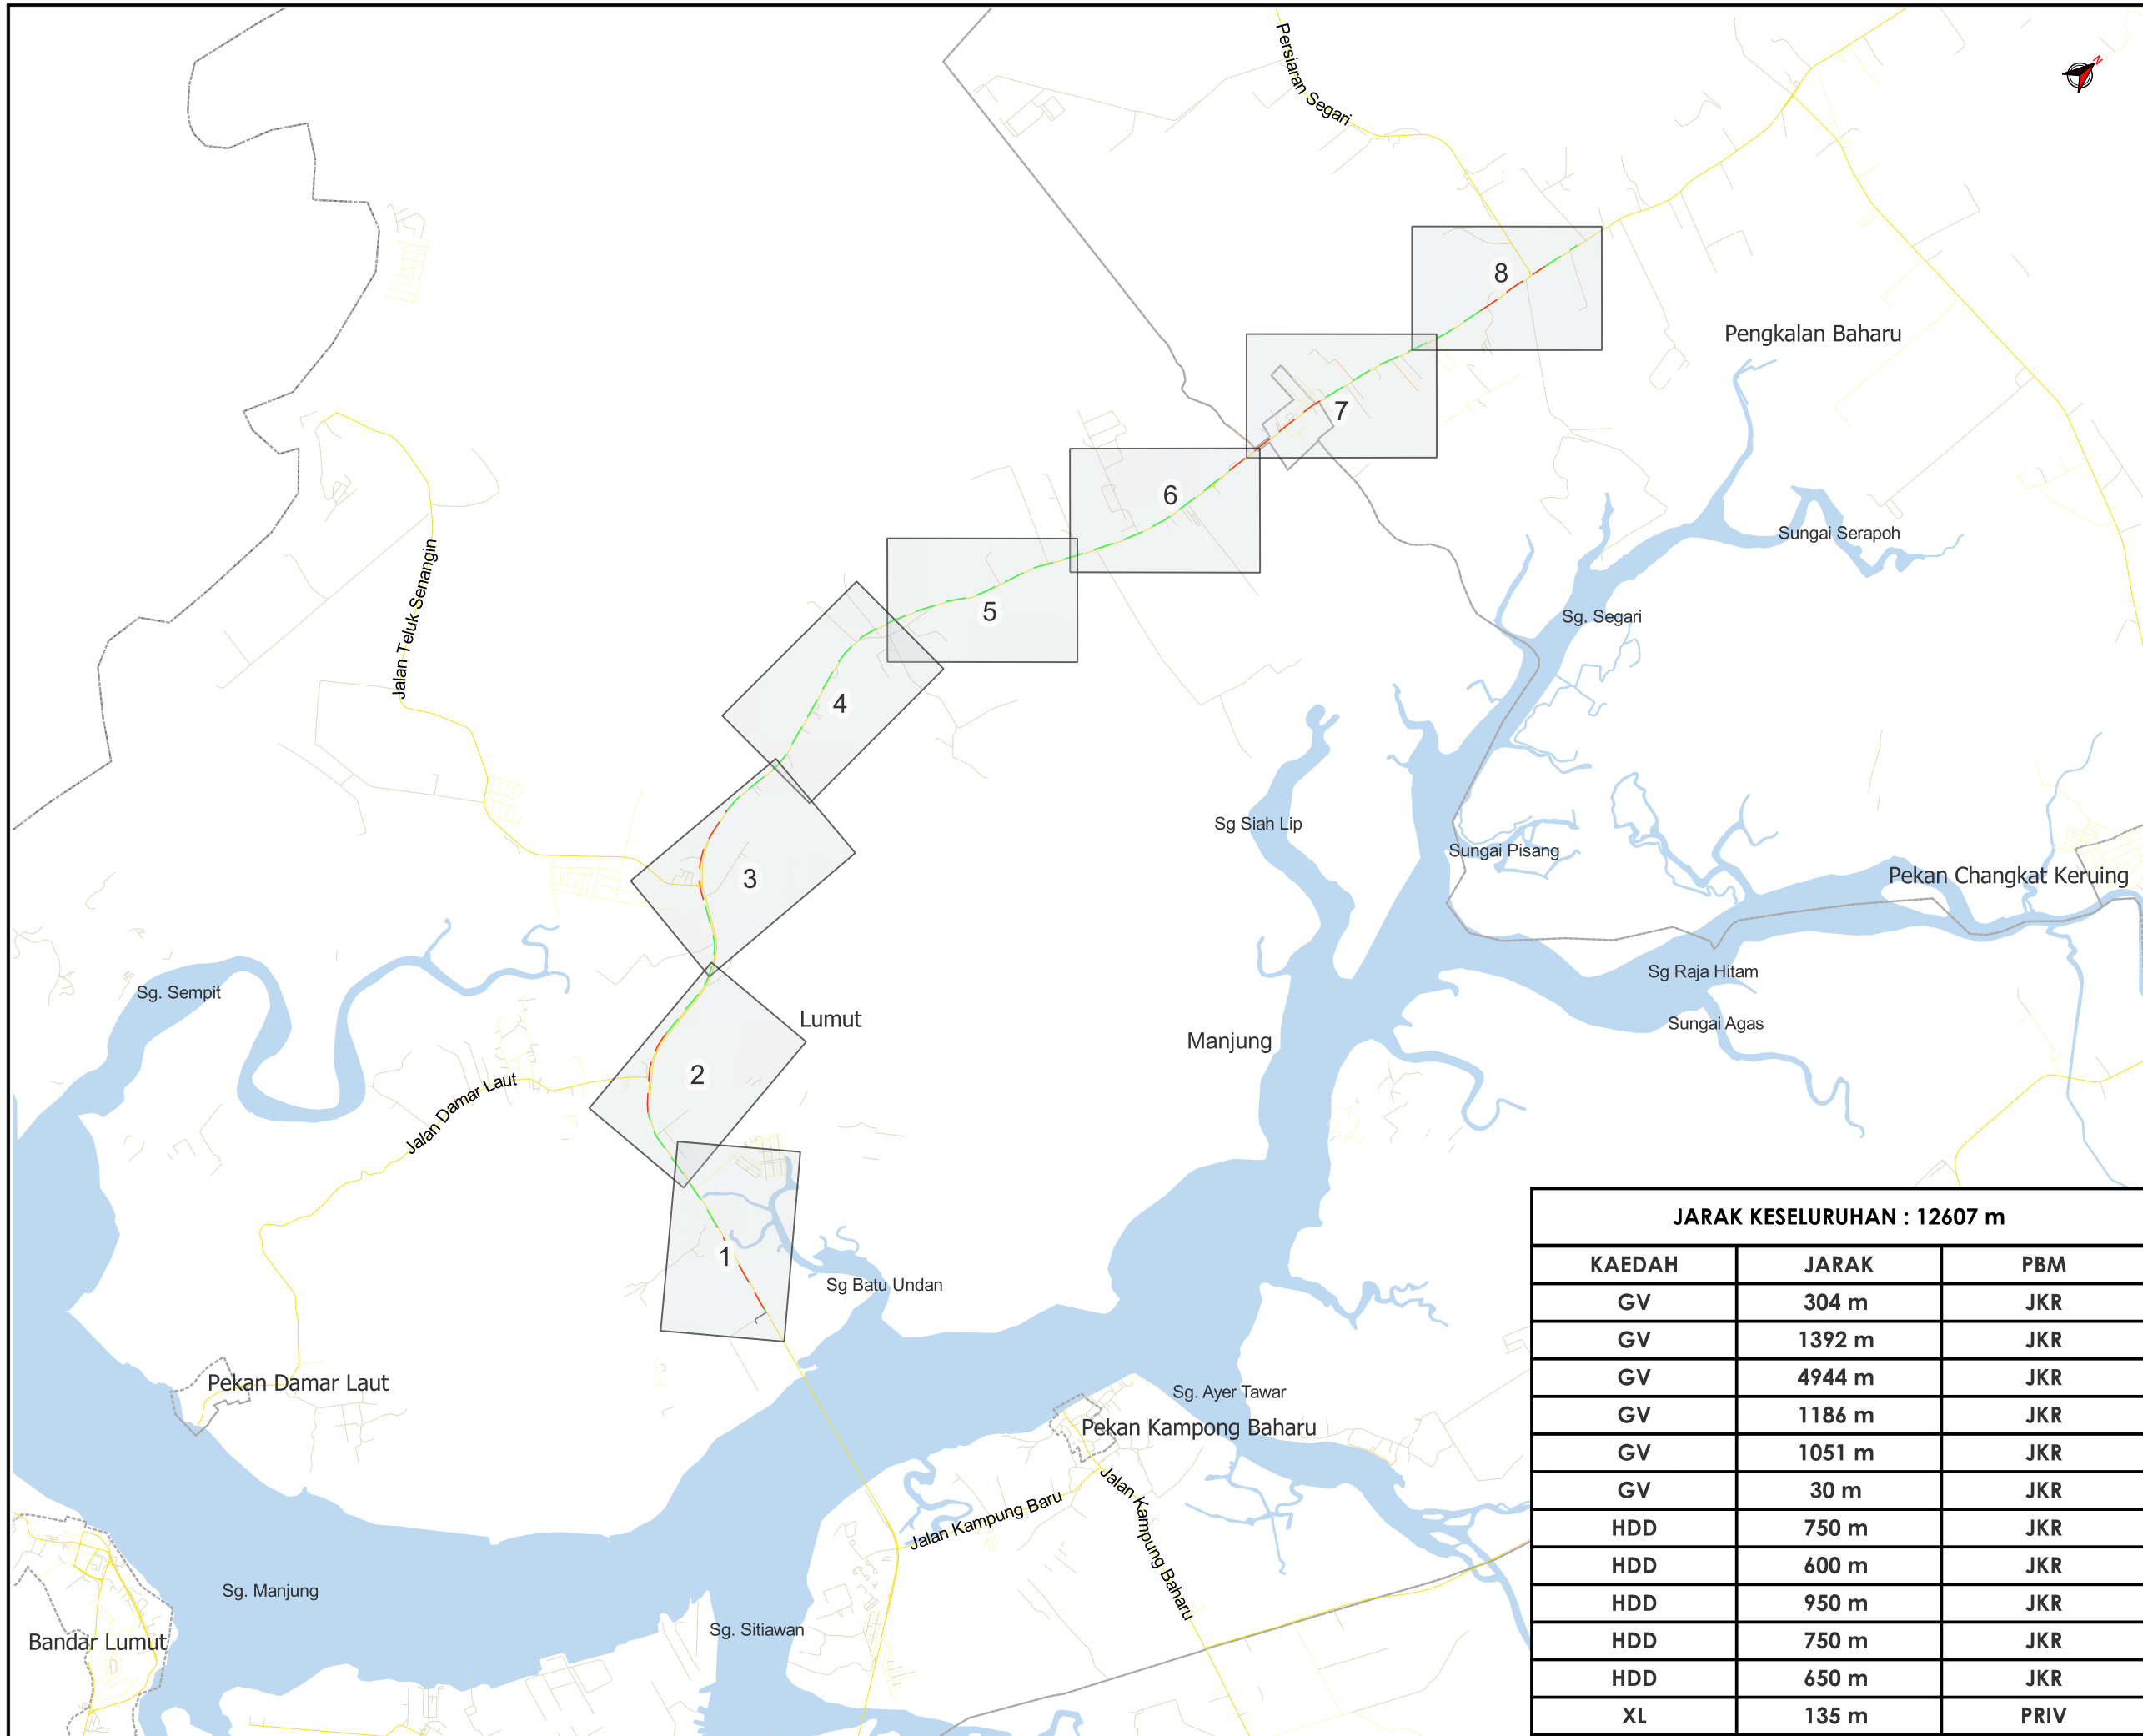 Persiaran Segari
N
8
Pengkalan Baharu
7
6
Sungai Serapoh
Jalan Teluk Senangin
5
Sg. Segari
4
Sg Siah Lip
Sungai Pisang
3
Pekan Changkat Keruing
Sg. Sempit
Sg Raja Hitam
Lumut
Sungai Agas
Manjung
2
Jalan Damar Laut
1
Sg Batu Undan
Pekan Damar Laut
Sg. Ayer Tawar
Pekan Kampong Baharu
Jalan Kampung Baru
Jalan Kampung Baharu
Sg. Manjung
Sg. Sitiawan
Bandar Lumut
JARAK KESELURUHAN : 12607 m
KAEDAH JARAK PBM
GV 304 m JKR
GV 1392 m JKR
GV 4944 m JKR
GV 1186 m JKR
GV 1051 m JKR
GV 30 m JKR
HDD 750 m JKR
HDD 600 m JKR
HDD 950 m JKR
HDD 750 m JKR
HDD 650 m JKR
XL 135 m PRIV